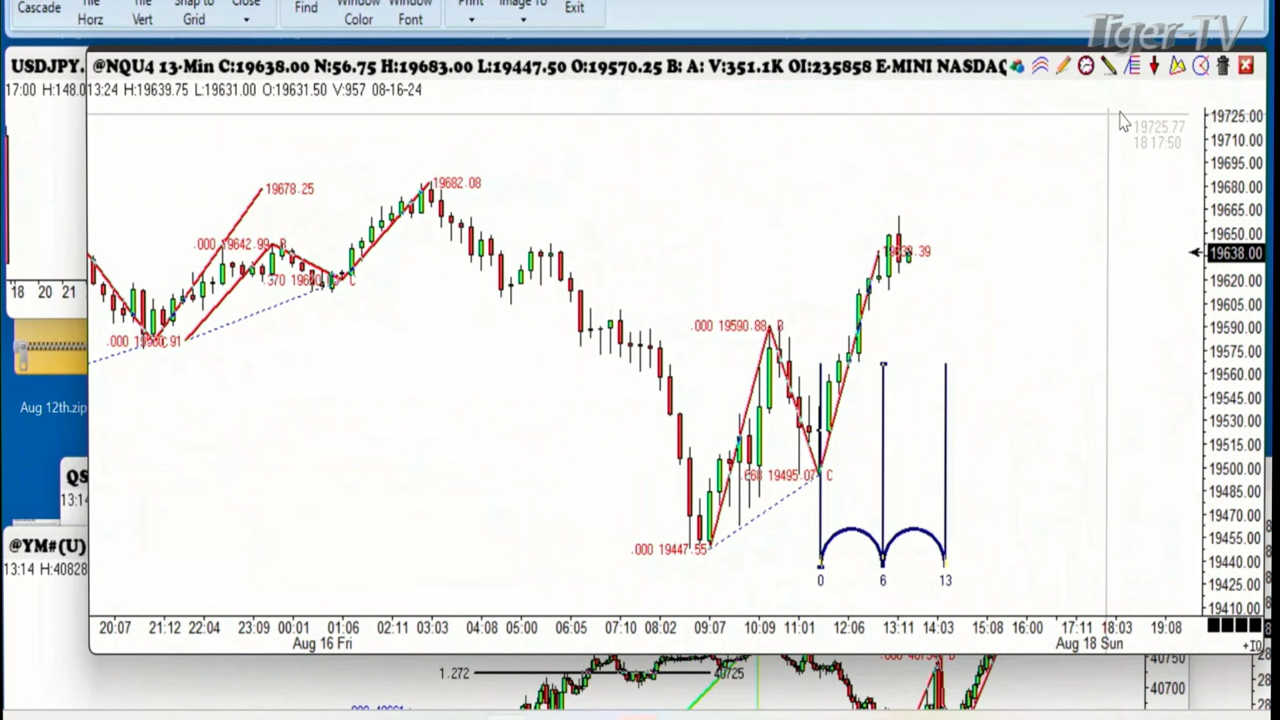 Cascade
Tile
Horz
Tile
Vert
Snap to
Grid
Close
Find
Window
Color
Window
Font
Print
Image To
Exit
Tiger-TV
USDJPY.
17:00 H:148.0
@NQU4 13-Min C:19638.00 N:56.75 H:19683.00 L:19447.50 O:19570.25 B: A: V:351.1K OI:235858 E-MINI NASDAQ
13:24 H:19639.75 L:19631.00 O:19631.50 V:957 08-16-24
19725.77
18 17:50
19678.25
19682.08
.000 19642.99 B
C
.000 19590.88 B
.000 19447.55
C
0 6 13
19725.00
19710.00
19695.00
19680.00
19665.00
19650.00
19638.00
19620.00
19605.00
19590.00
19575.00
19560.00
19545.00
19530.00
19515.00
19500.00
19485.00
19470.00
19455.00
19440.00
19425.00
19410.00
20:07 21:12 22:04 23:09 00:01 01:06 02:11 03:03 04:08 05:00 06:05 07:10 08:02 09:07 10:09 11:01 12:06 13:11 14:03 15:08 16:00 17:11 18:03 19:08
Aug 16 Fri
Aug 18 Sun
18 20 21
Aug 12th.zip
QS
13:14
@YM#(U)
13:14 H:40828
1.272
40725
40750
40700